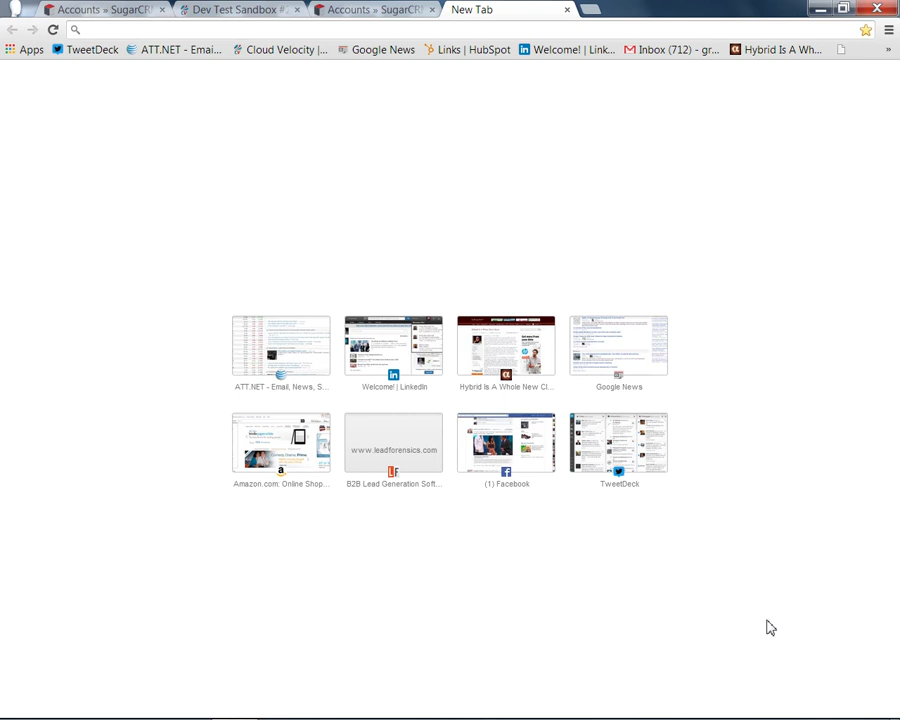 Accounts » SugarCRM
Dev Test Sandbox #
Accounts » SugarCRM
New Tab
Apps
TweetDeck
ATT.NET - Emai...
Cloud Velocity |...
Google News
Links | HubSpot
Welcome! | Link...
Inbox (712) - gr...
Hybrid Is A Wh...
»
ATT.NET - Email, News, S...
Welcome! | LinkedIn
Hybrid Is A Whole New Cl...
Google News
www.leadforensics.com
Amazon.com: Online Shop...
B2B Lead Generation Soft...
(1) Facebook
TweetDeck